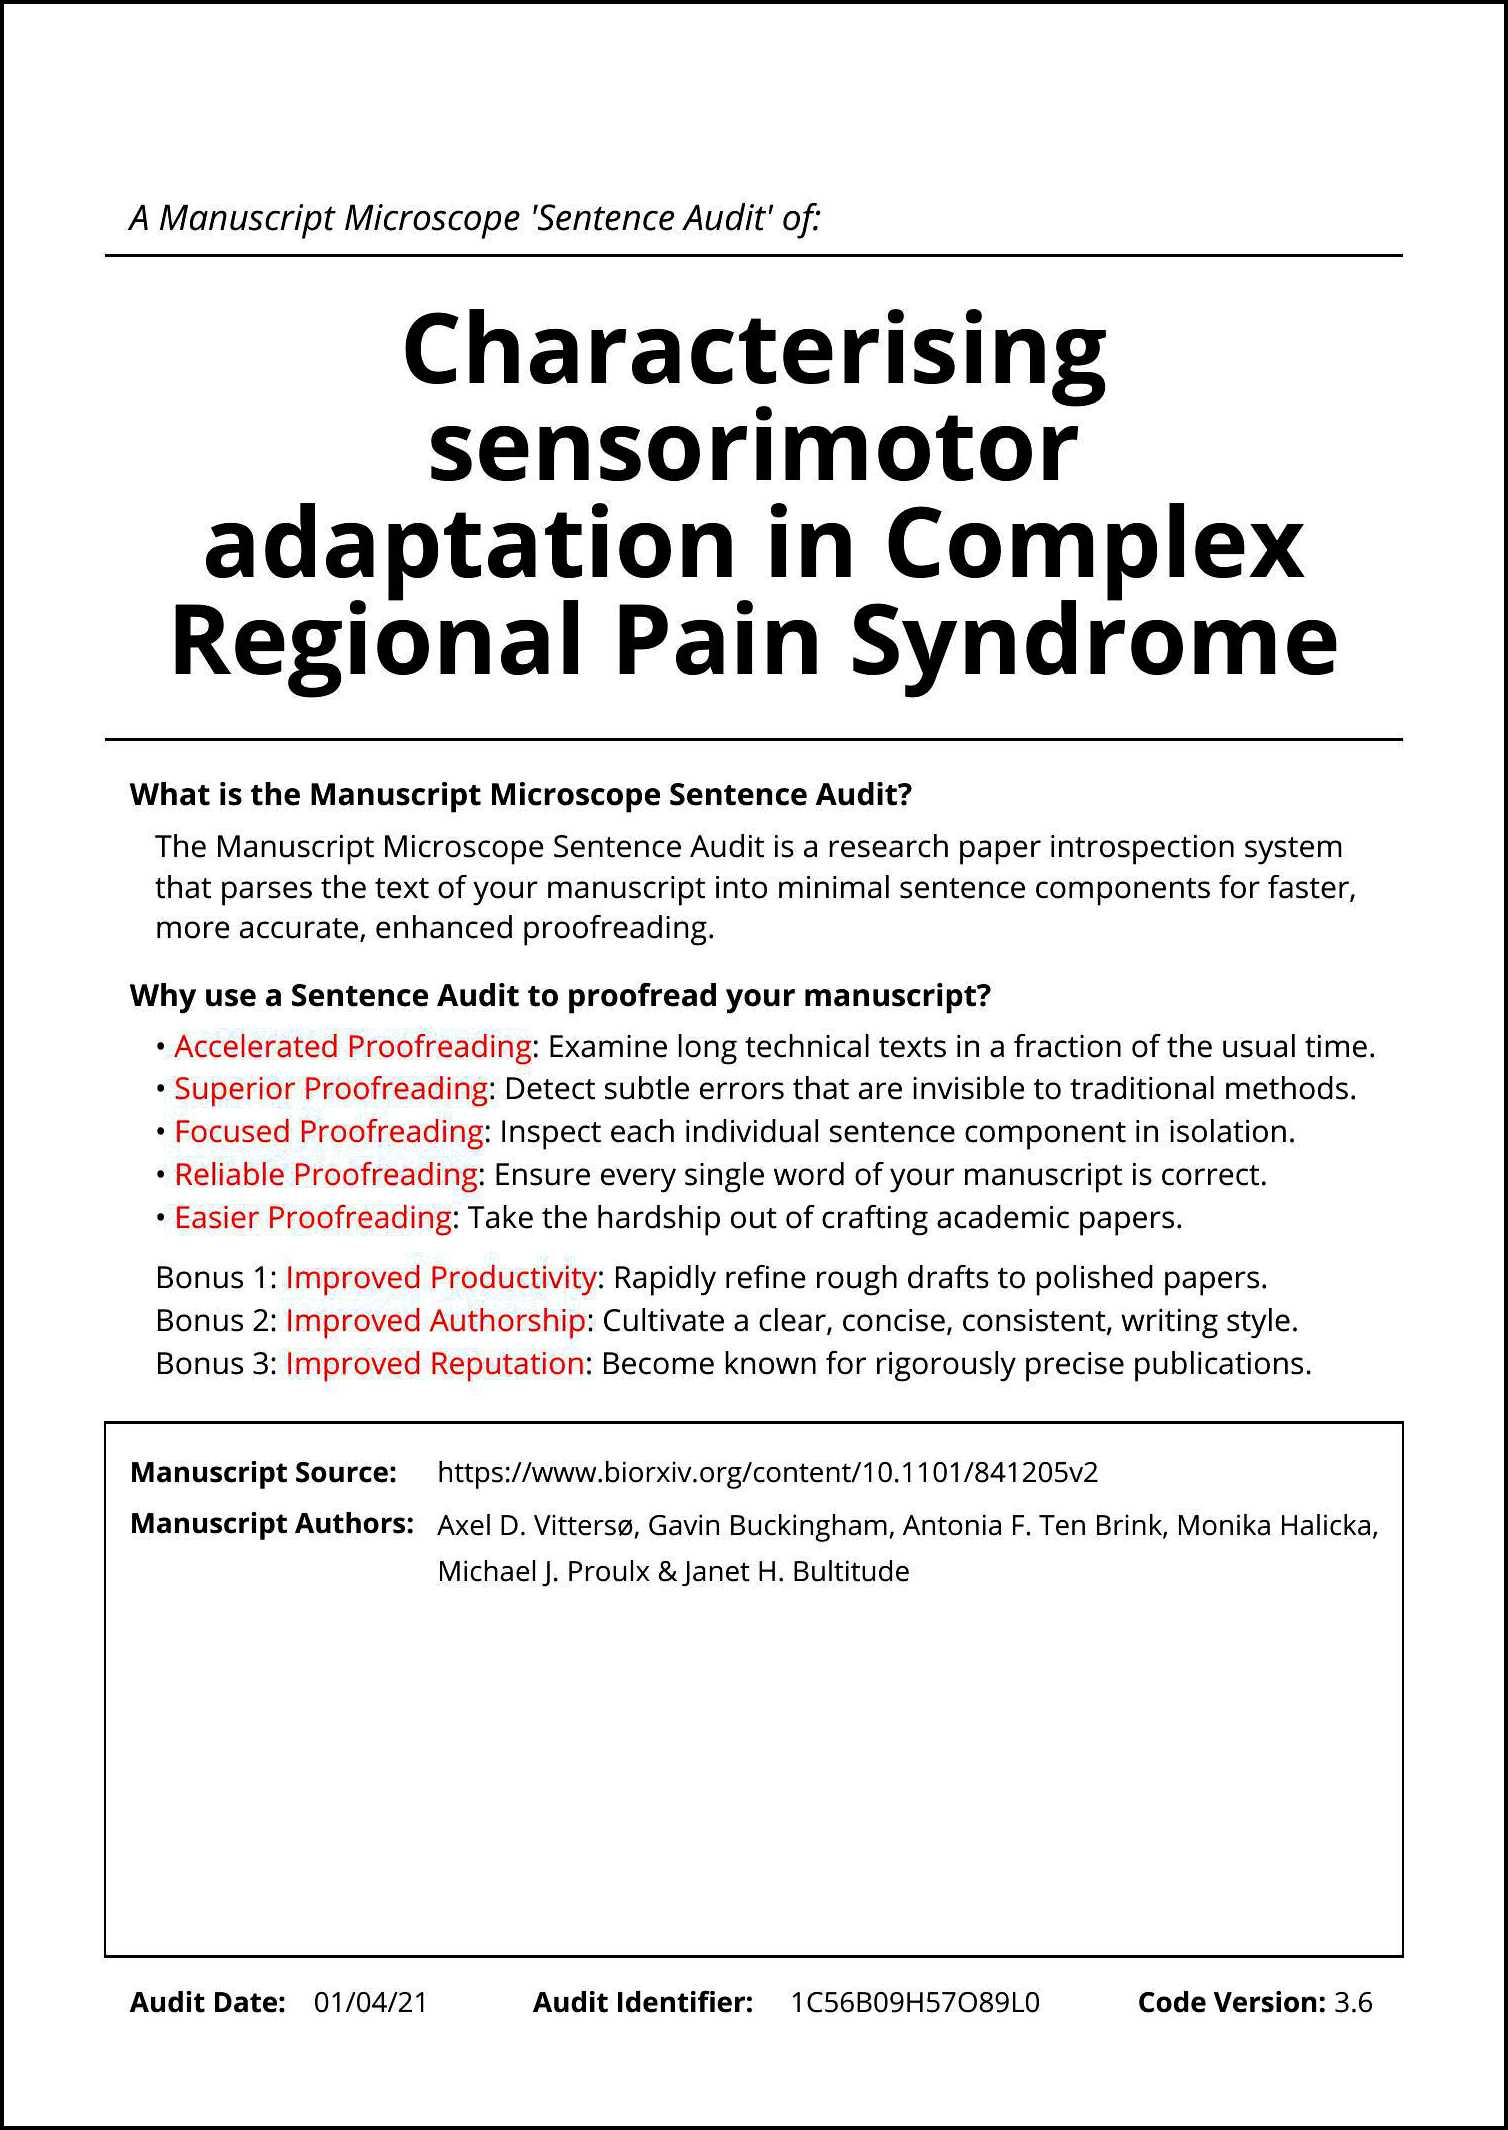 A Manuscript Microscope 'Sentence Audit' of:
Characterising
sensorimotor
adaptation in Complex
Regional Pain Syndrome
What is the Manuscript Microscope Sentence Audit?
The Manuscript Microscope Sentence Audit is a research paper introspection system
that parses the text of your manuscript into minimal sentence components for faster,
more accurate, enhanced proofreading.
Why use a Sentence Audit to proofread your manuscript?
• Accelerated Proofreading: Examine long technical texts in a fraction of the usual time.
• Superior Proofreading: Detect subtle errors that are invisible to traditional methods.
• Focused Proofreading: Inspect each individual sentence component in isolation.
• Reliable Proofreading: Ensure every single word of your manuscript is correct.
• Easier Proofreading: Take the hardship out of crafting academic papers.
Bonus 1: Improved Productivity: Rapidly refine rough drafts to polished papers.
Bonus 2: Improved Authorship: Cultivate a clear, concise, consistent, writing style.
Bonus 3: Improved Reputation: Become known for rigorously precise publications.
Manuscript Source: https://www.biorxiv.org/content/10.1101/841205v2
Manuscript Authors: Axel D. Vittersø, Gavin Buckingham, Antonia F. Ten Brink, Monika Halicka,
Michael J. Proulx & Janet H. Bultitude
Audit Date: 01/04/21 Audit Identifier: 1C56B09H57O89L0 Code Version: 3.6